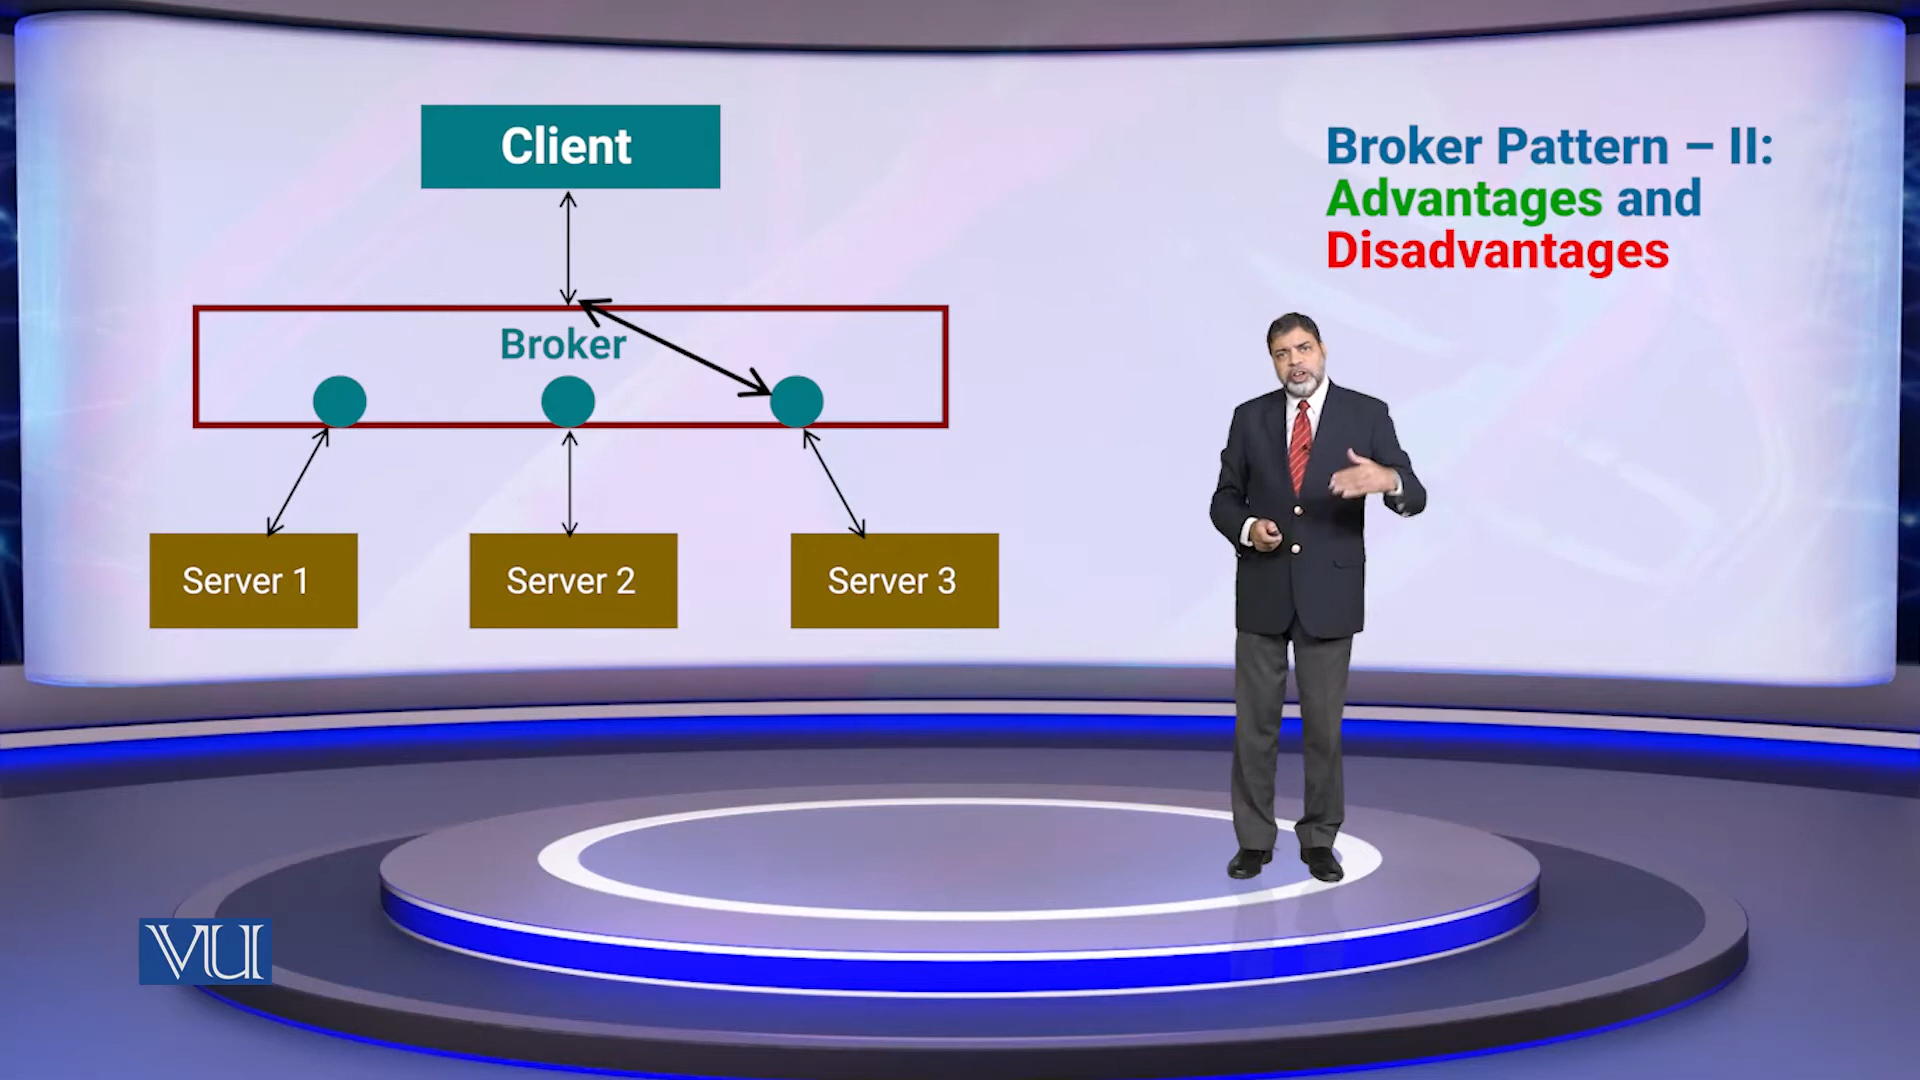 Client
Broker Pattern – II:
Advantages and
Disadvantages
Broker
Server 1
Server 2
Server 3
VU